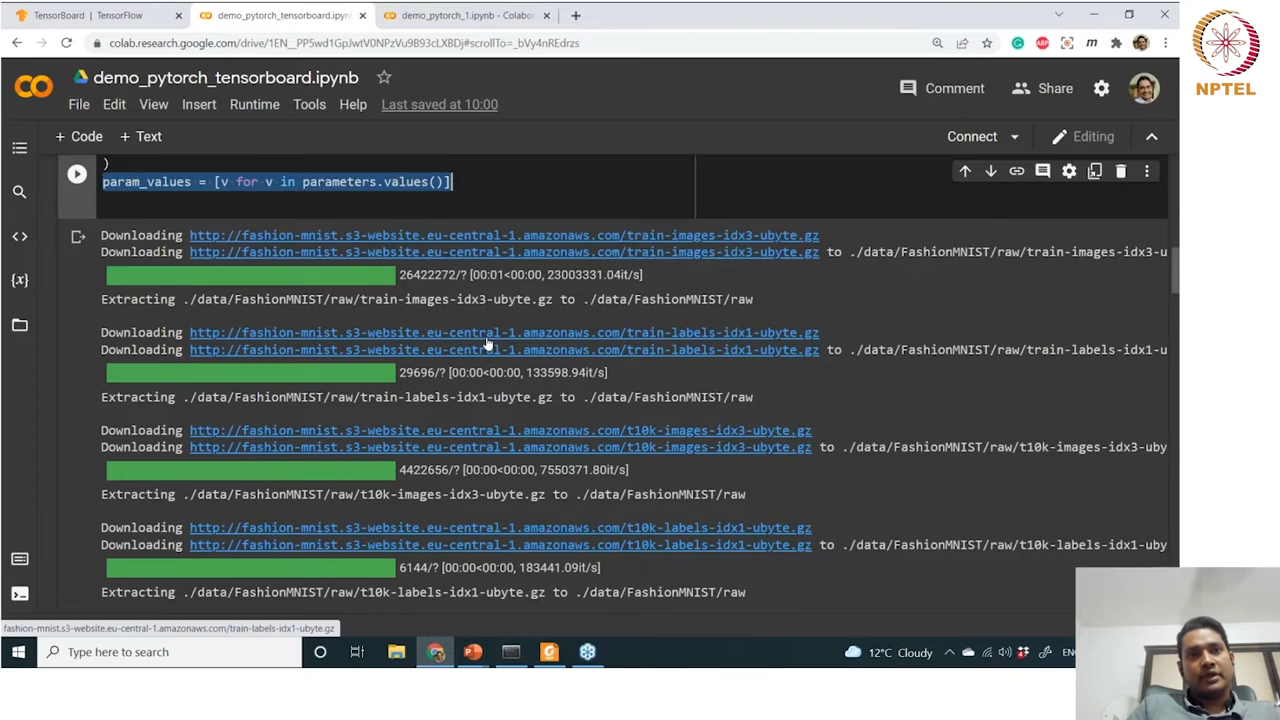 TensorBoard | TensorFlow
demo_pytorch_tensorboard.ipynb
demo_pytorch_1.ipynb - Colabor
colab.research.google.com/drive/1EN__PP5wd1GpJwtV0NPzVu9B93cLXBDj#scrollTo=_bVy4nREdrzs
NPTEL
demo_pytorch_tensorboard.ipynb
File Edit View Insert Runtime Tools Help Last saved at 10:00
Comment Share
+ Code + Text
Connect Editing
)
param_values = [v for v in parameters.values()]
Downloading http://fashion-mnist.s3-website.eu-central-1.amazonaws.com/train-images-idx3-ubyte.gz
Downloading http://fashion-mnist.s3-website.eu-central-1.amazonaws.com/train-images-idx3-ubyte.gz to ./data/FashionMNIST/raw/train-images-idx3-u
26422272/? [00:01<00:00, 23003331.04it/s]
Extracting ./data/FashionMNIST/raw/train-images-idx3-ubyte.gz to ./data/FashionMNIST/raw
Downloading http://fashion-mnist.s3-website.eu-central-1.amazonaws.com/train-labels-idx1-ubyte.gz
Downloading http://fashion-mnist.s3-website.eu-central-1.amazonaws.com/train-labels-idx1-ubyte.gz to ./data/FashionMNIST/raw/train-labels-idx1-u
29696/? [00:00<00:00, 133598.94it/s]
Extracting ./data/FashionMNIST/raw/train-labels-idx1-ubyte.gz to ./data/FashionMNIST/raw
Downloading http://fashion-mnist.s3-website.eu-central-1.amazonaws.com/t10k-images-idx3-ubyte.gz
Downloading http://fashion-mnist.s3-website.eu-central-1.amazonaws.com/t10k-images-idx3-ubyte.gz to ./data/FashionMNIST/raw/t10k-images-idx3-uby
4422656/? [00:00<00:00, 7550371.80it/s]
Extracting ./data/FashionMNIST/raw/t10k-images-idx3-ubyte.gz to ./data/FashionMNIST/raw
Downloading http://fashion-mnist.s3-website.eu-central-1.amazonaws.com/t10k-labels-idx1-ubyte.gz
Downloading http://fashion-mnist.s3-website.eu-central-1.amazonaws.com/t10k-labels-idx1-ubyte.gz to ./data/FashionMNIST/raw/t10k-labels-idx1-uby
6144/? [00:00<00:00, 183441.09it/s]
Extracting ./data/FashionMNIST/raw/t10k-labels-idx1-ubyte.gz to ./data/FashionMNIST/raw
fashion-mnist.s3-website.eu-central-1.amazonaws.com/train-labels-idx1-ubyte.gz
Type here to search
12°C Cloudy
EN